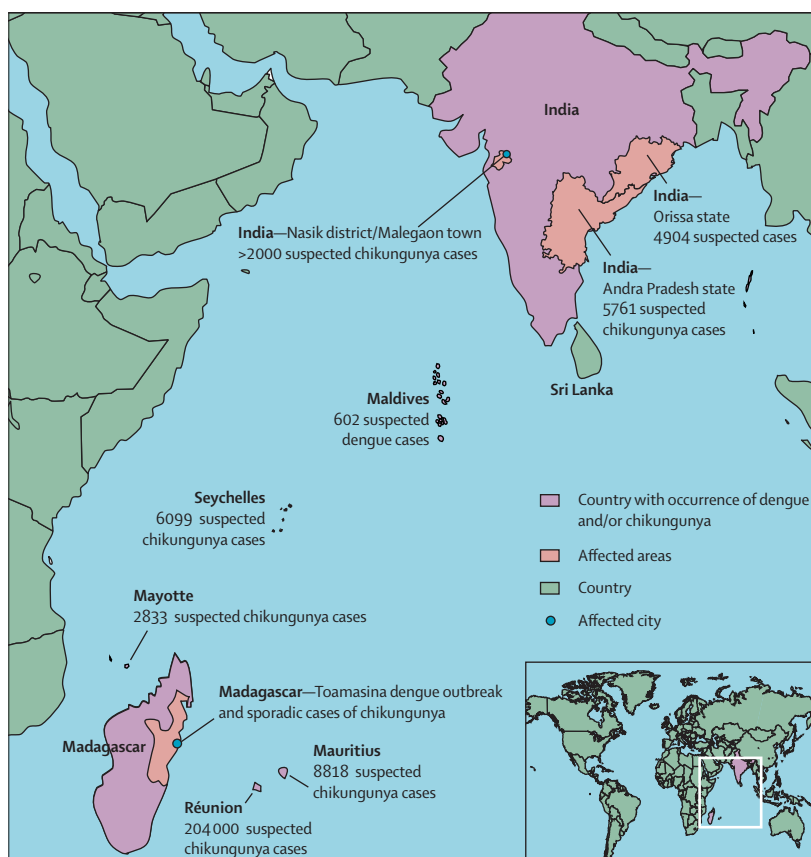 India
India—Nasik district/Malegaon town
>2000 suspected chikungunya cases
India—
Orissa state
4904 suspected cases
India—
Andra Pradesh state
5761 suspected
chikungunya cases
Sri Lanka
Maldives
602 suspected
dengue cases
Seychelles
6099 suspected
chikungunya cases
Mayotte
2833 suspected chikungunya cases
Madagascar—Toamasina dengue outbreak
and sporadic cases of chikungunya
Madagascar
Mauritius
8818 suspected
chikungunya cases
Réunion
204000 suspected
chikungunya cases
Country with occurrence of dengue
and/or chikungunya
Affected areas
Country
Affected city